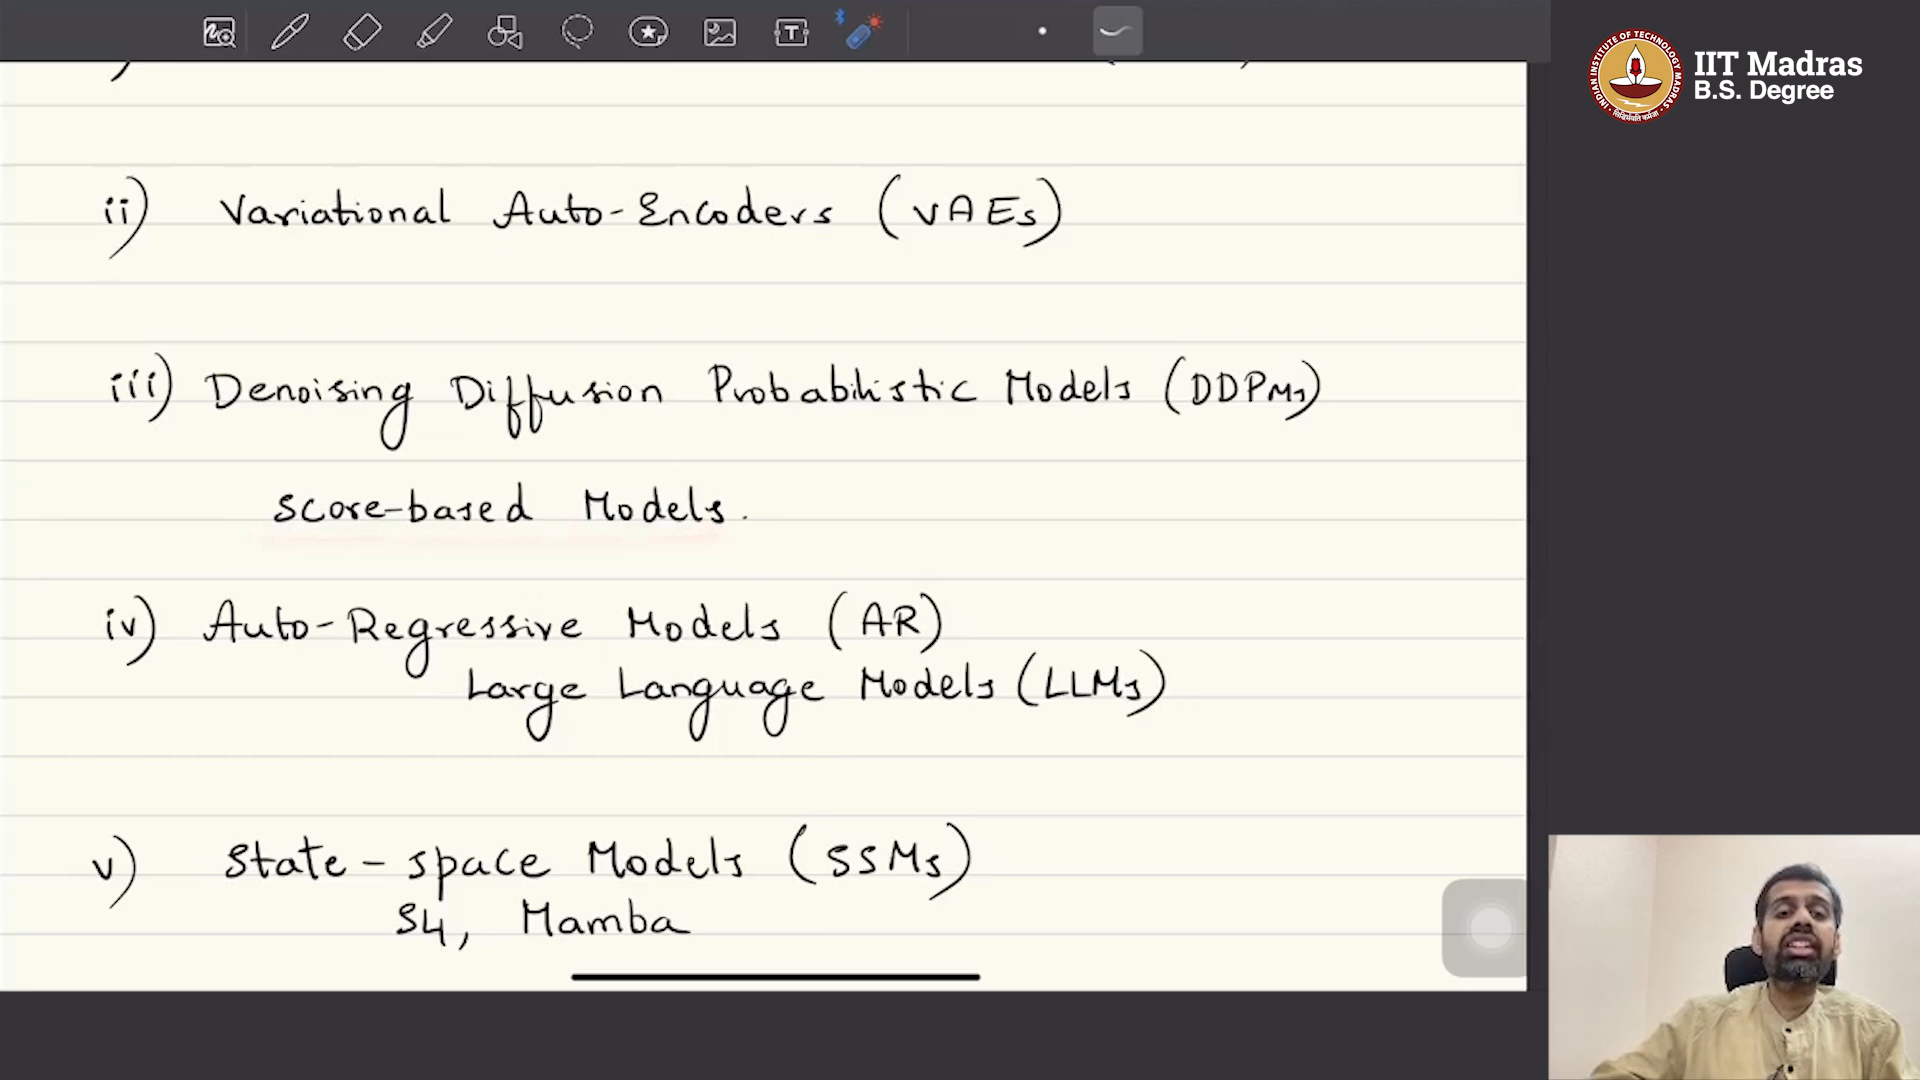 IIT Madras
B.S. Degree
ii) Variational Auto-Encoders (VAEs)
iii) Denoising Diffusion Probabilistic Models (DDPMs)
Score-based Models.
iv) Auto-Regressive Models (AR)
Large Language Models (LLMs)
v) State-space Models (SSMs)
S4, Mamba